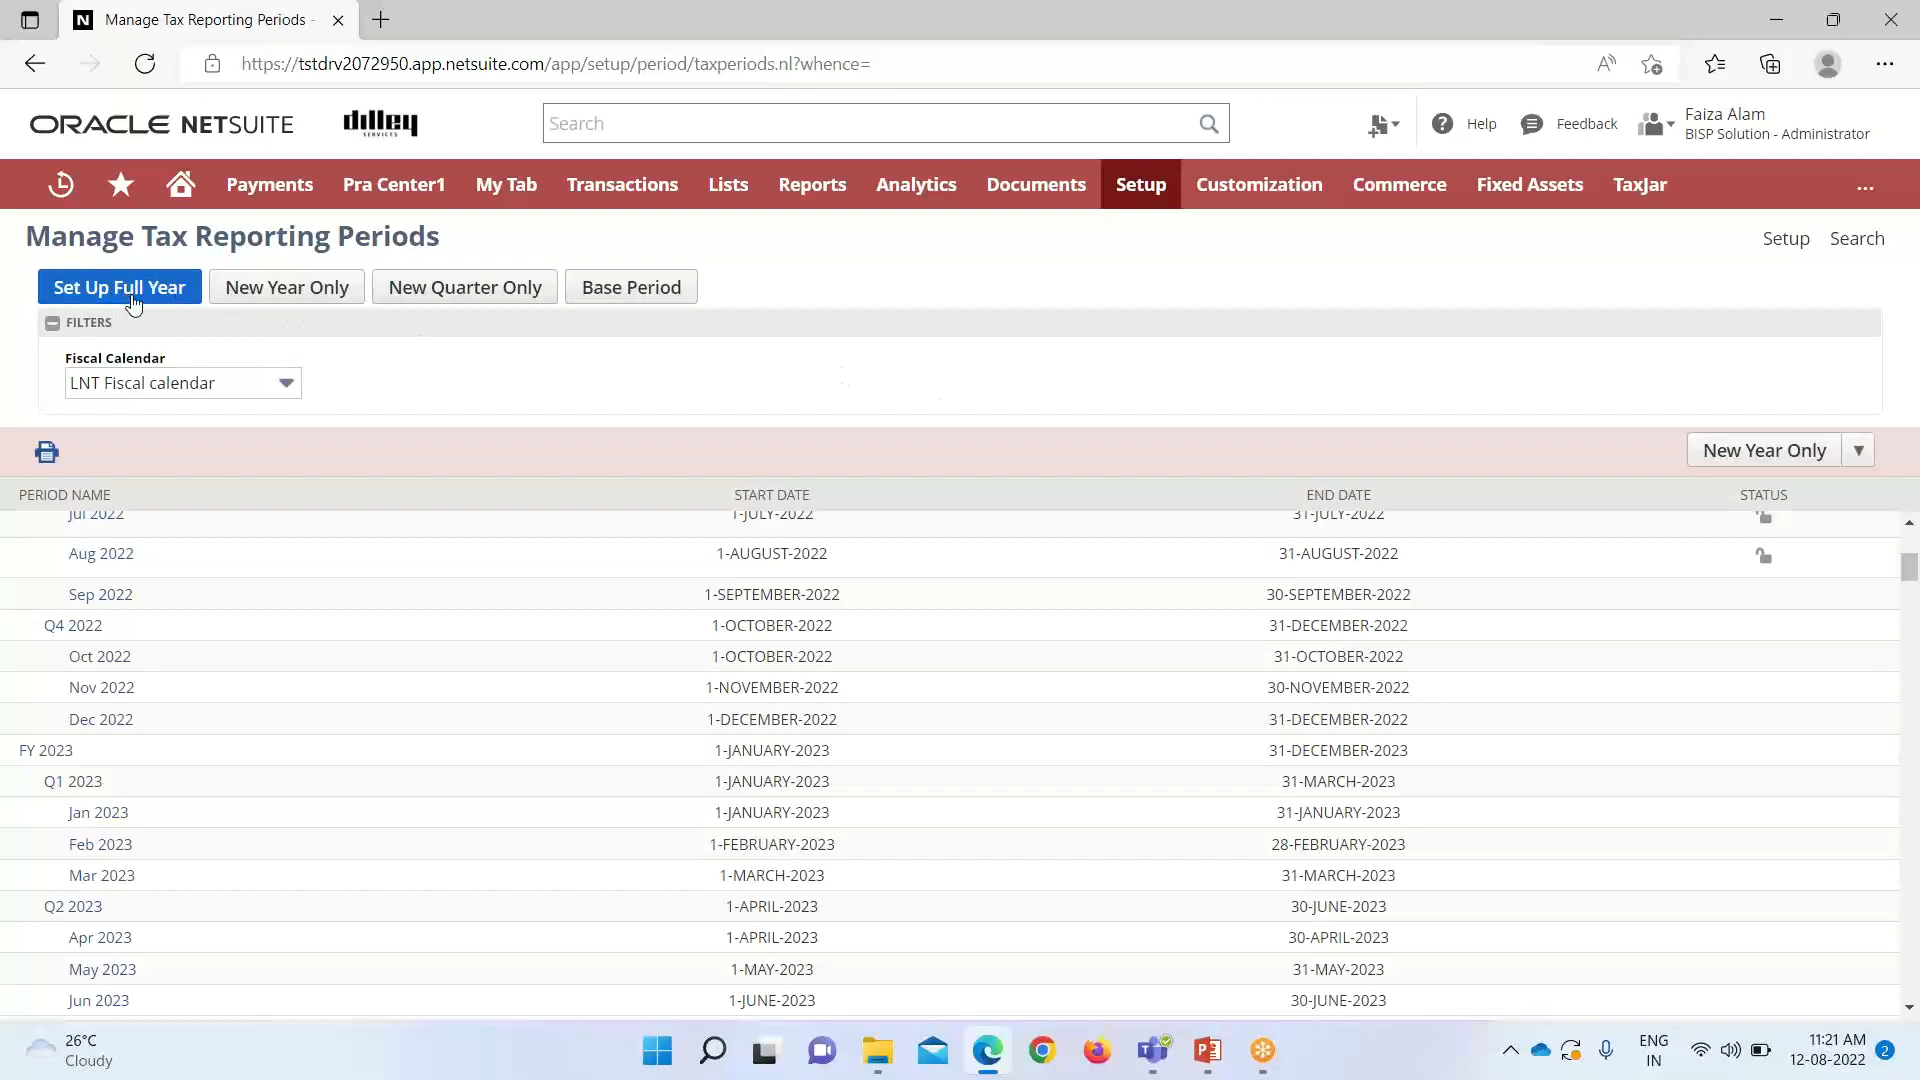 Manage Tax Reporting Periods -
https://tstdrv2072950.app.netsuite.com/app/setup/period/taxperiods.nl?whence=
ORACLE NETSUITE
dilley
SERVICES
Search
Help
Feedback
Faiza Alam
BISP Solution - Administrator
Payments Pra Center1 My Tab Transactions Lists Reports Analytics Documents Setup Customization Commerce Fixed Assets TaxJar ...
Manage Tax Reporting Periods
Setup Search
Set Up Full Year New Year Only New Quarter Only Base Period
FILTERS
Fiscal Calendar
LNT Fiscal calendar
New Year Only
PERIOD NAME START DATE END DATE STATUS
Jul 2022 1-JULY-2022 31-JULY-2022
Aug 2022 1-AUGUST-2022 31-AUGUST-2022
Sep 2022 1-SEPTEMBER-2022 30-SEPTEMBER-2022
Q4 2022 1-OCTOBER-2022 31-DECEMBER-2022
Oct 2022 1-OCTOBER-2022 31-OCTOBER-2022
Nov 2022 1-NOVEMBER-2022 30-NOVEMBER-2022
Dec 2022 1-DECEMBER-2022 31-DECEMBER-2022
FY 2023 1-JANUARY-2023 31-DECEMBER-2023
Q1 2023 1-JANUARY-2023 31-MARCH-2023
Jan 2023 1-JANUARY-2023 31-JANUARY-2023
Feb 2023 1-FEBRUARY-2023 28-FEBRUARY-2023
Mar 2023 1-MARCH-2023 31-MARCH-2023
Q2 2023 1-APRIL-2023 30-JUNE-2023
Apr 2023 1-APRIL-2023 30-APRIL-2023
May 2023 1-MAY-2023 31-MAY-2023
Jun 2023 1-JUNE-2023 30-JUNE-2023
26°C
Cloudy
ENG
IN
11:21 AM
12-08-2022
2